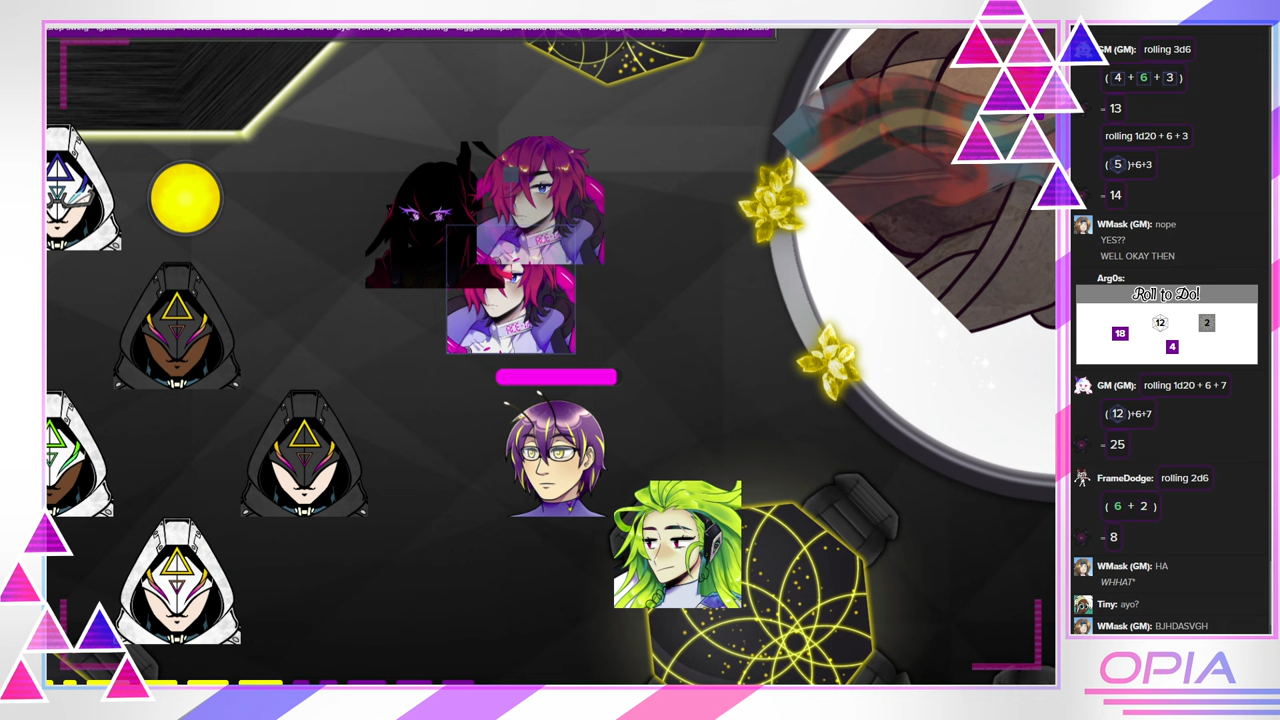 GM (GM): rolling 3d6
( 4 + 6 + 3 )
= 13
rolling 1d20 + 6 + 3
( 5 )+6+3
= 14
WMask (GM): nope
YES??
WELL OKAY THEN
Arg0s:
Roll to Do!
18 12 2
4
GM (GM): rolling 1d20 + 6 + 7
( 12 )+6+7
= 25
FrameDodge: rolling 2d6
( 6 + 2 )
= 8
WMask (GM): HA
WHHAT*
Tiny: ayo?
WMask (GM): BJHDASVGH
OPIA